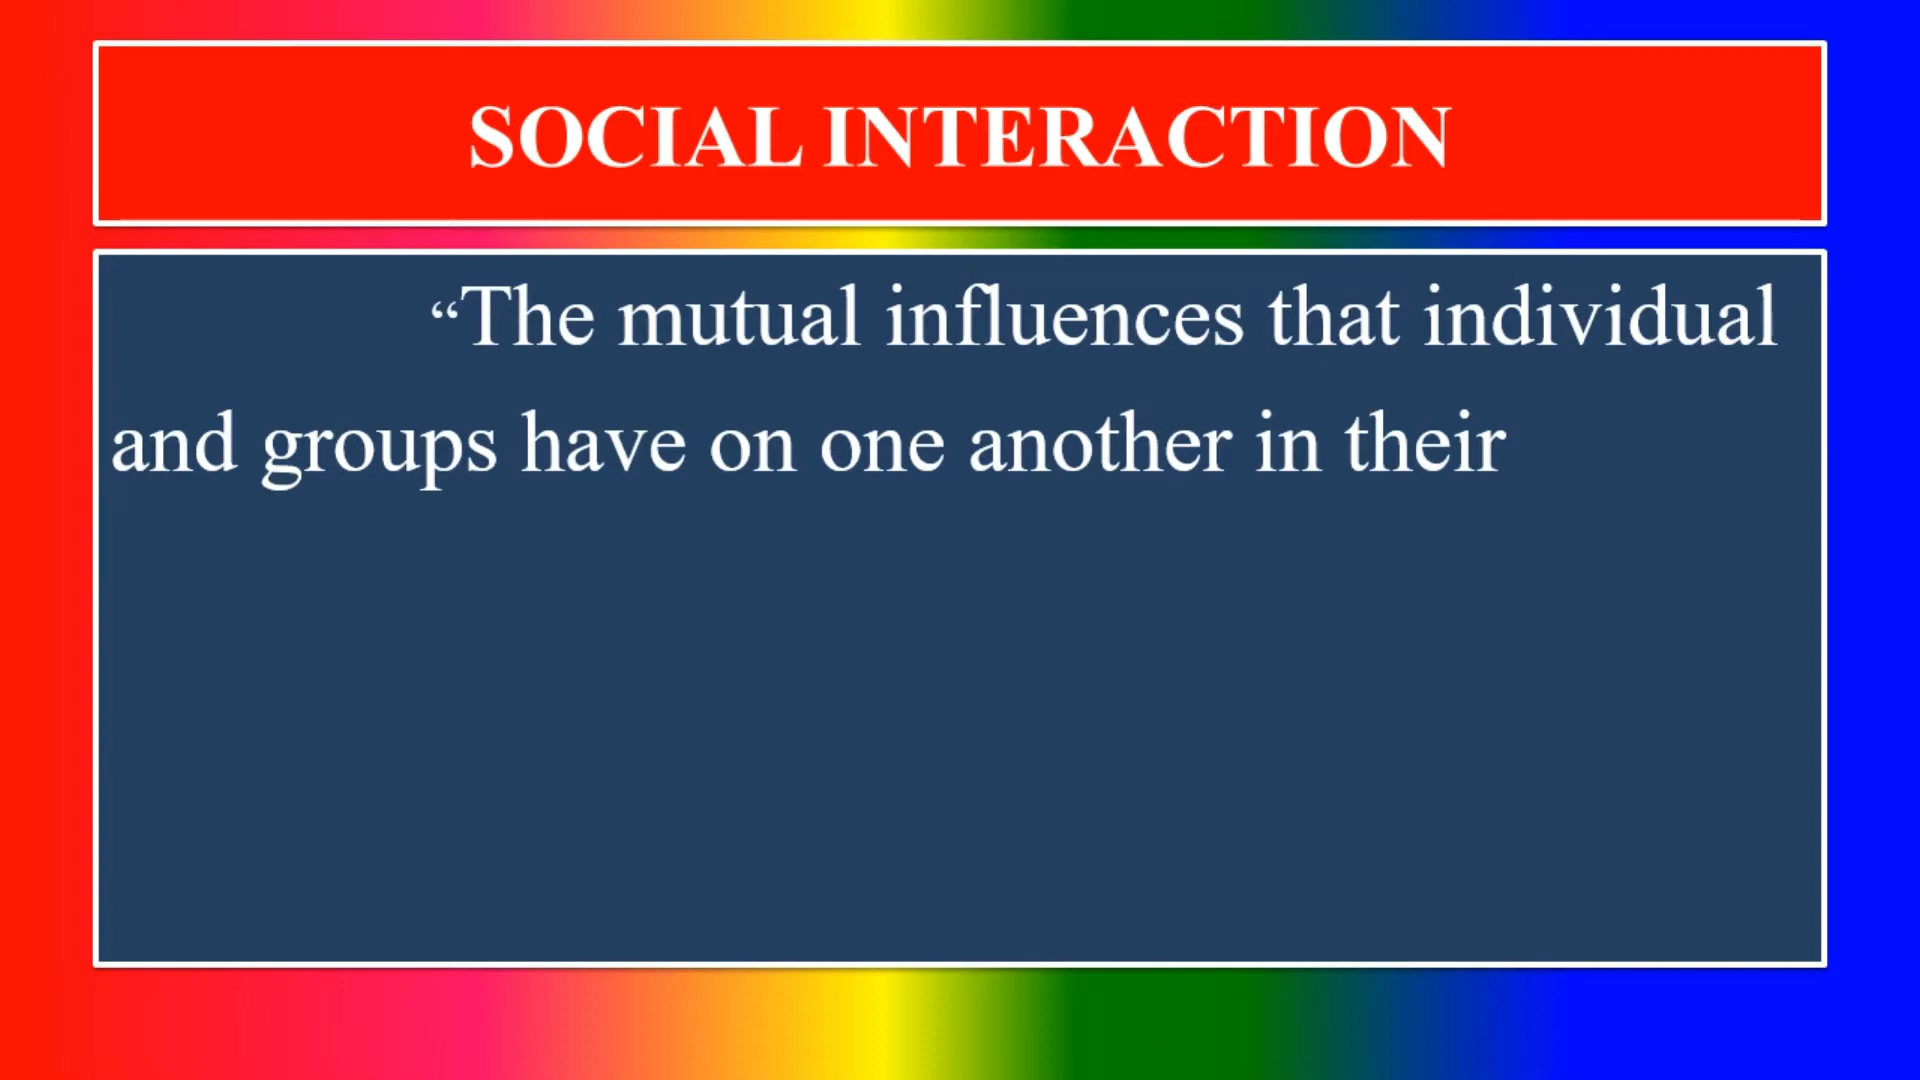 SOCIAL INTERACTION
“The mutual influences that individual
and groups have on one another in their